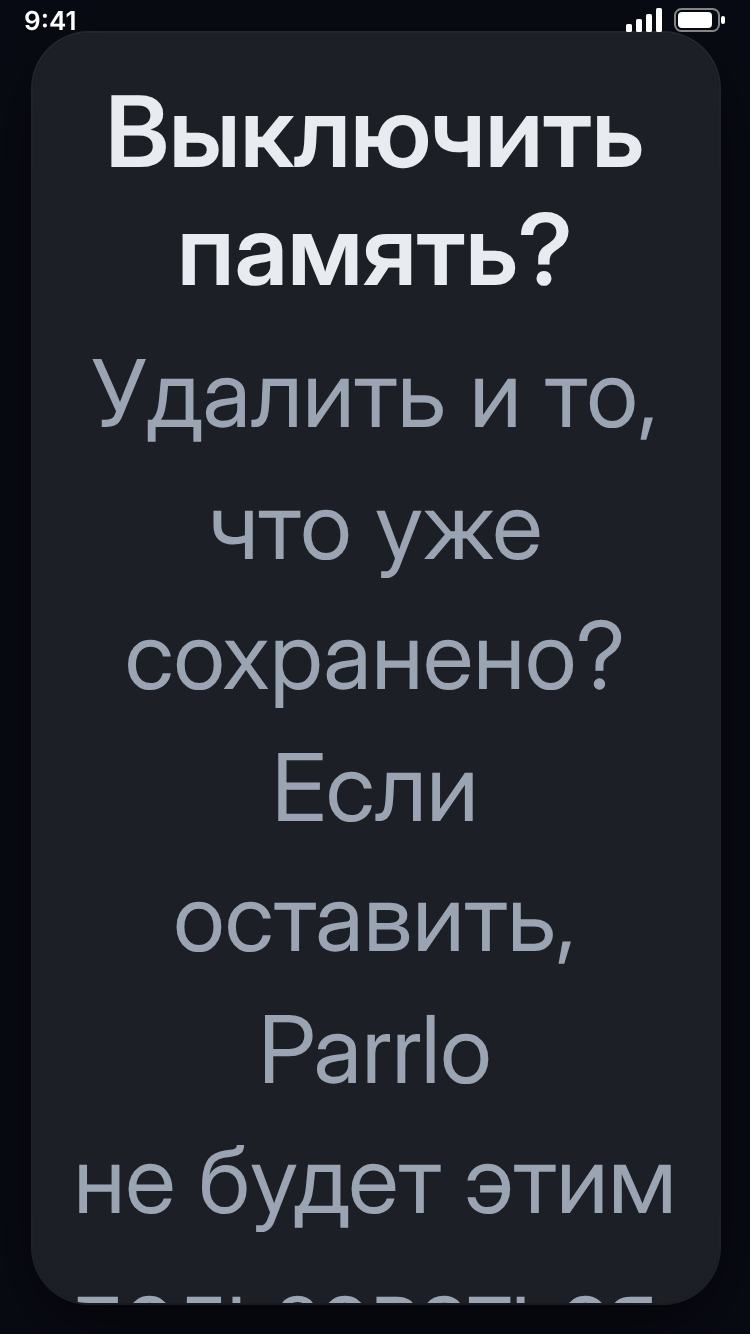 9:41
Выключить
память?
Удалить и то,
что уже
сохранено?
Если
оставить,
Parrlo
не будет этим